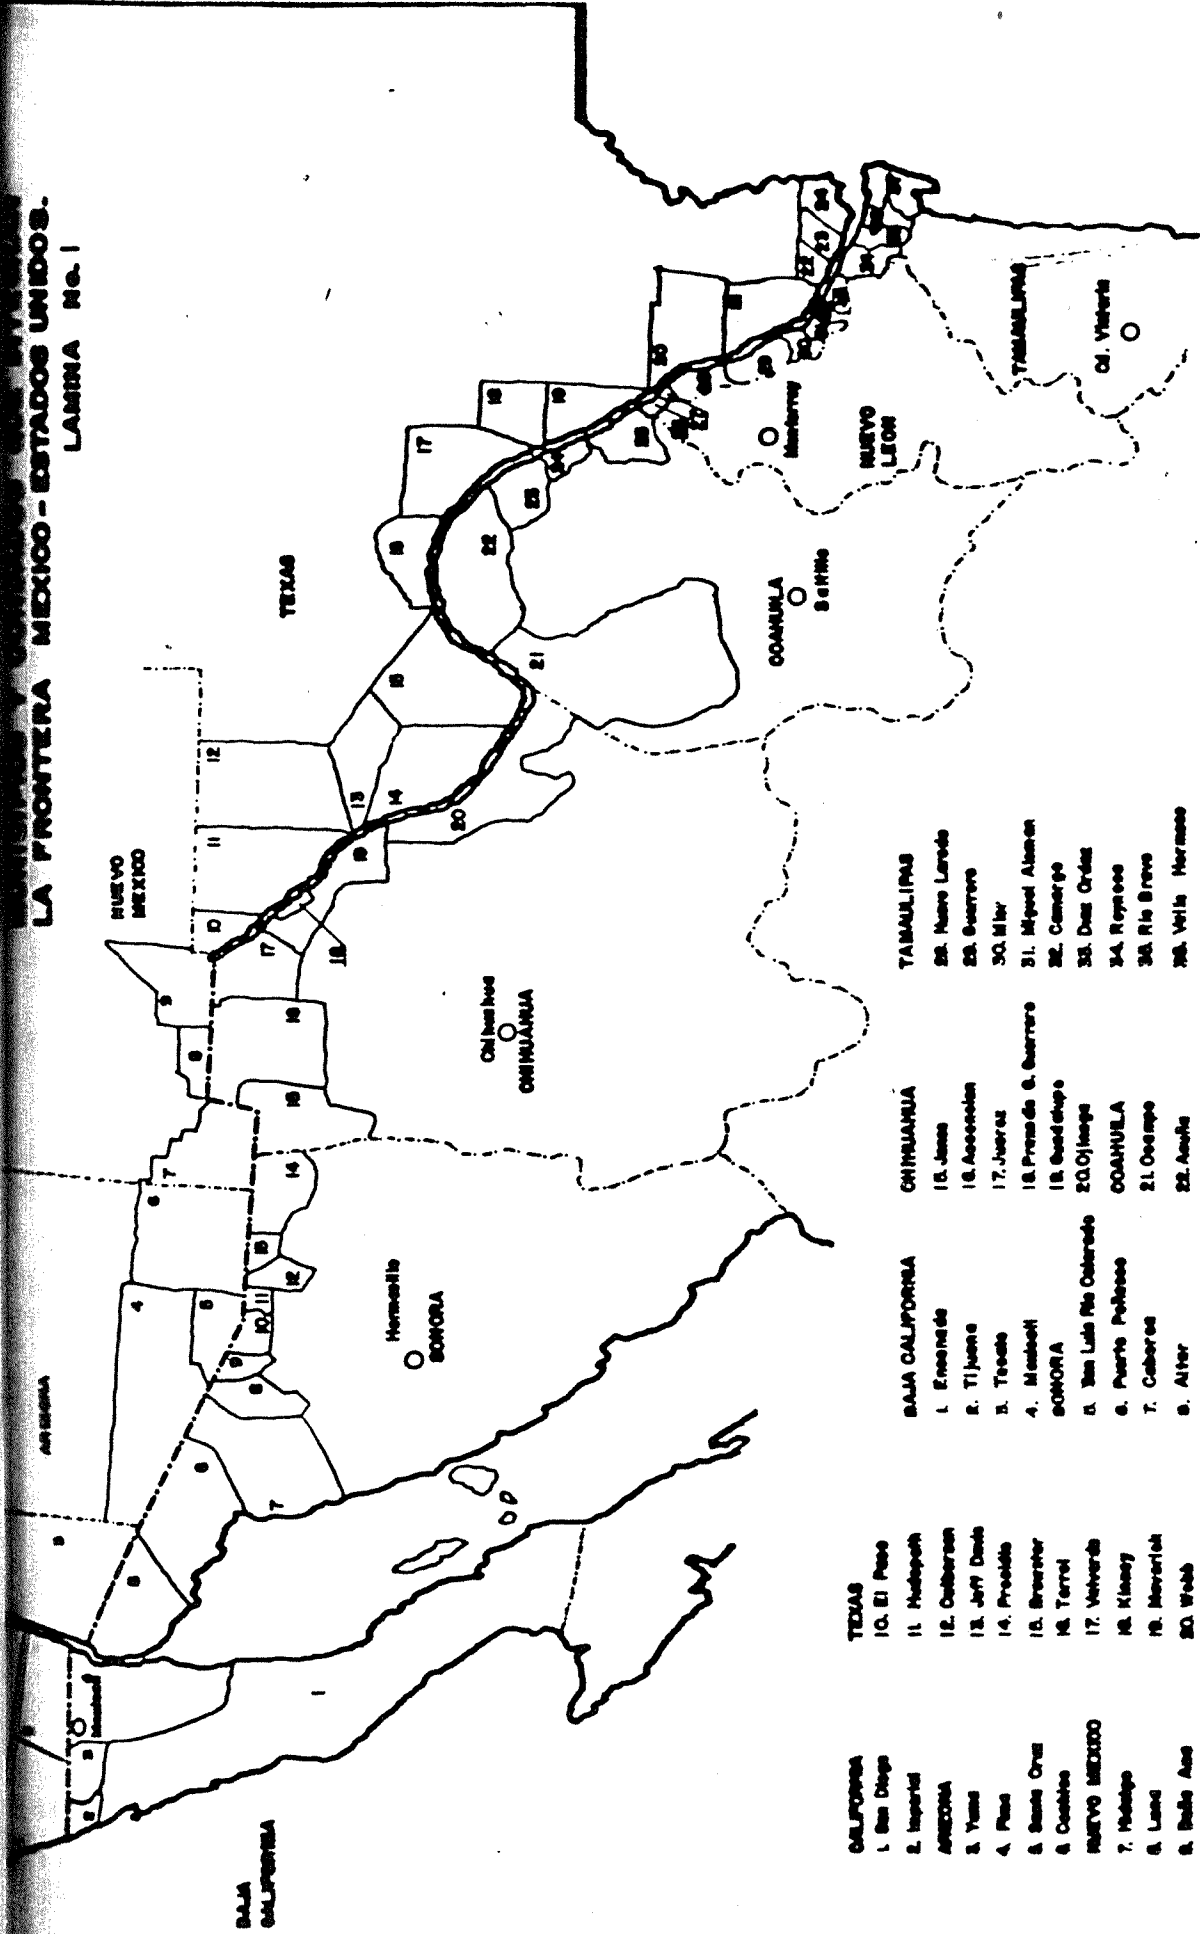 LA FRONTERA MEXICO - ESTADOS UNIDOS.
LAMINA No. 1
ARIZONA
NUEVO
MEXICO
TEXAS
BAJA
CALIFORNIA
Mexicali
Hermosillo
SONORA
Chihuahua
CHIHUAHUA
COAHUILA
Saltillo
Monterrey
NUEVO
LEON
TAMAULIPAS
Cd. Victoria
CALIFORNIA
1. San Diego
2. Imperial
ARIZONA
3. Yuma
4. Pima
5. Santa Cruz
6. Cochise
NUEVO MEXICO
7. Hidalgo
8. Luna
9. Doña Ana
TEXAS
10. El Paso
11. Hudspeth
12. Culberson
13. Jeff Davis
14. Presidio
15. Brewster
16. Terrel
17. Valverde
18. Kinney
19. Maverick
20. Webb
BAJA CALIFORNIA
1. Ensenada
2. Tijuana
3. Tecate
4. Mexicali
SONORA
5. San Luis Rio Colorado
6. Puerto Peñasco
7. Caborca
8. Altar
CHIHUAHUA
15. Janos
16. Ascencion
17. Juarez
18. Praxedis G. Guerrero
19. Guadalupe
20. Ojinaga
COAHUILA
21. Ocampo
22. Acuña
TAMAULIPAS
28. Nuevo Laredo
29. Guerrero
30. Mier
31. Miguel Aleman
32. Camargo
33. Diaz Ordaz
34. Reynosa
35. Rio Bravo
36. Valle Hermoso